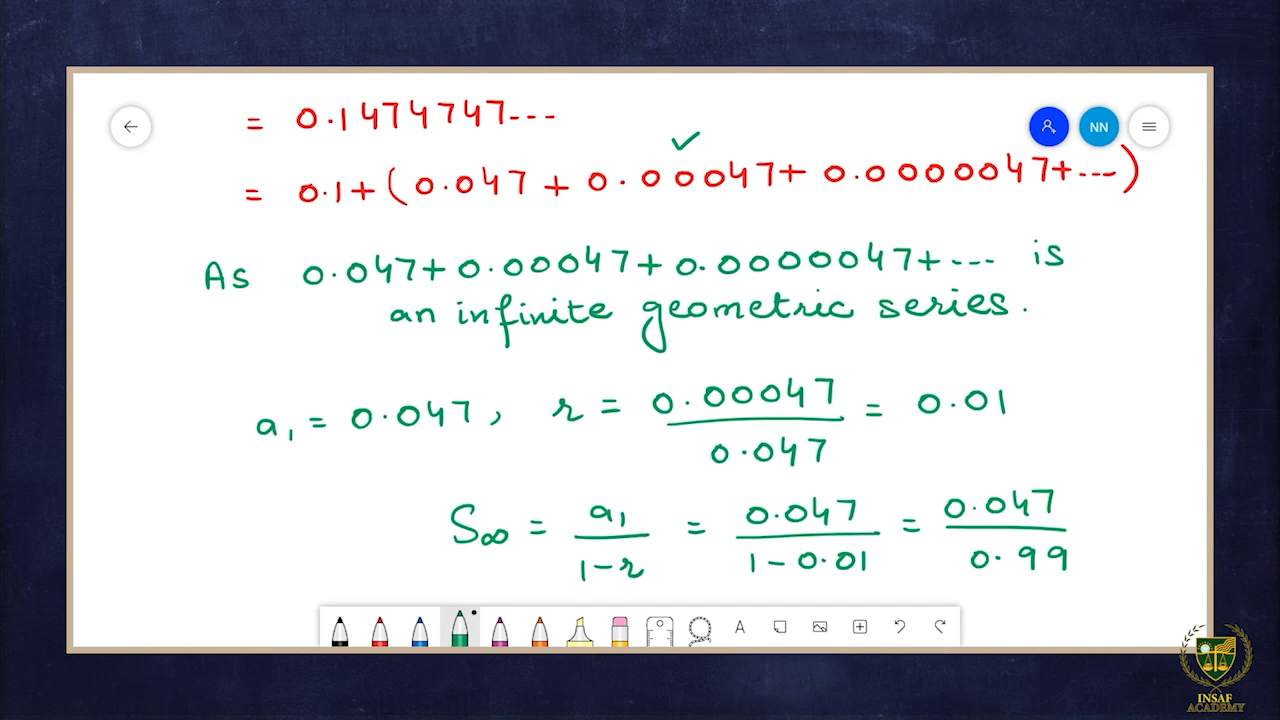 = 0.1474747...
NN
= 0.1 + (0.047 + 0.00047 + 0.0000047 + ...)
As 0.047 + 0.00047 + 0.0000047 + ... is
an infinite geometric series.
a₁ = 0.047, r = 0.00047 / 0.047 = 0.01
S∞ = a₁ / 1-r = 0.047 / 1-0.01 = 0.047 / 0.99
A
INSAF
ACADEMY